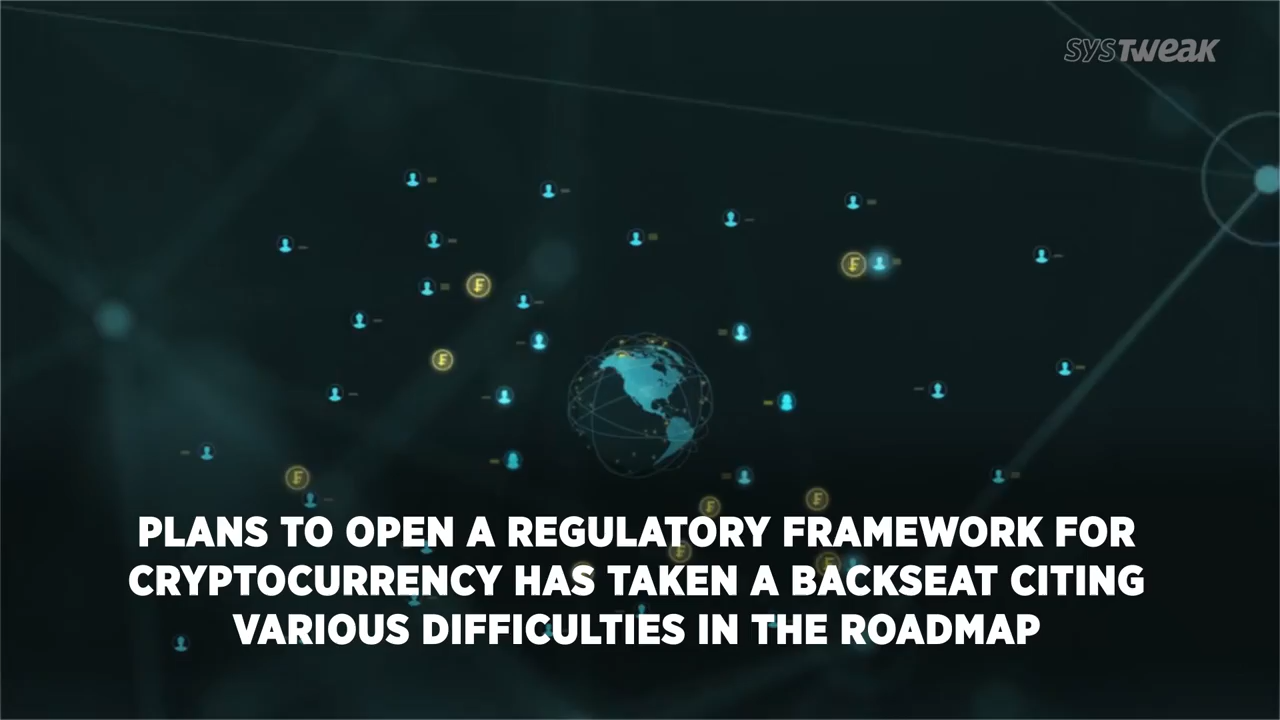 SYSTWEAK
PLANS TO OPEN A REGULATORY FRAMEWORK FOR
CRYPTOCURRENCY HAS TAKEN A BACKSEAT CITING
VARIOUS DIFFICULTIES IN THE ROADMAP